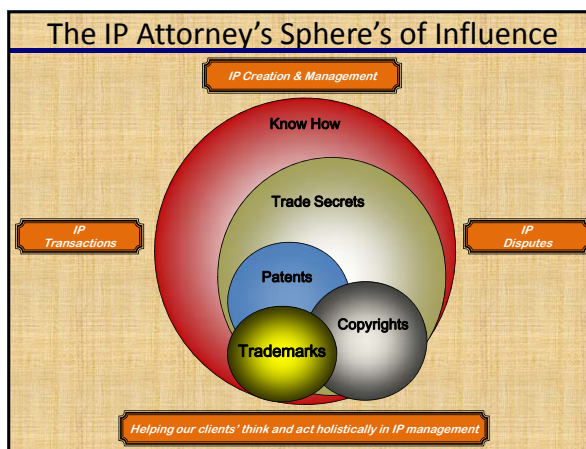 The IP Attorney's Sphere's of Influence
IP Creation & Management
Know How
Trade Secrets
IP
Transactions
IP
Disputes
Patents
Copyrights
Trademarks
Helping our clients' think and act holistically in IP management